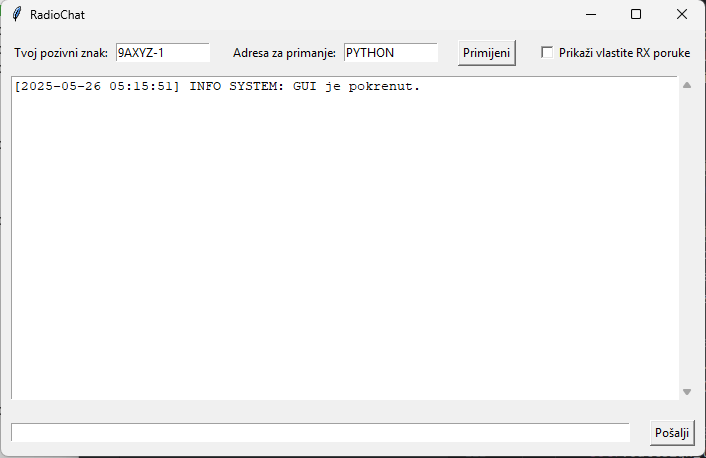 RadioChat
Tvoj pozivni znak: 9AXYZ-1 Adresa za primanje: PYTHON Primijeni Prikaži vlastite RX poruke
[2025-05-26 05:15:51] INFO SYSTEM: GUI je pokrenut.
Pošalji